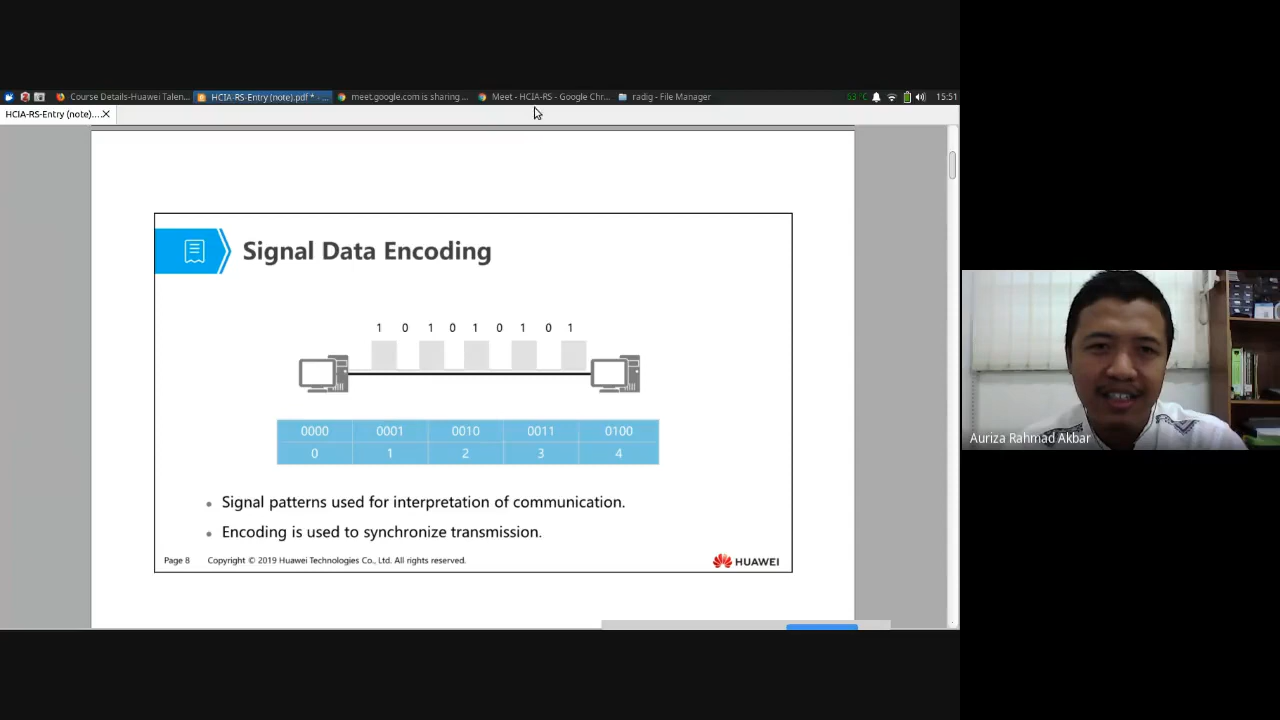 Course Details-Huawei Talen...
HCIA-RS-Entry (note).pdf * - ...
meet.google.com is sharing ...
Meet - HCIA-RS - Google Chr...
radig - File Manager
53°C
15:51
HCIA-RS-Entry (note)....
Signal Data Encoding
1 0 1 0 1 0 1 0 1
0000 0001 0010 0011 0100
0 1 2 3 4
• Signal patterns used for interpretation of communication.
• Encoding is used to synchronize transmission.
Page 8 Copyright © 2019 Huawei Technologies Co., Ltd. All rights reserved.
HUAWEI
Auriza Rahmad Akbar